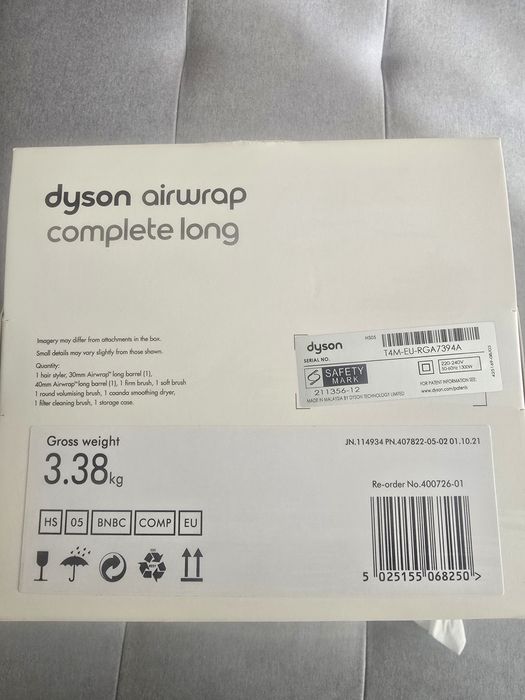 dyson airwrap
complete long
Imagery may differ from attachments in the box.
Small details may vary slightly from those shown.
Quantity:
1 hair styler, 30mm Airwrap™ long barrel (1),
40mm Airwrap™ long barrel (1), 1 firm brush, 1 soft brush
1 round volumising brush, 1 coanda smoothing dryer,
1 filter cleaning brush, 1 storage case.
dyson
HS05
SERIAL NO.
T4M-EU-RGA7394A
SAFETY
MARK
211356-12
220-240V
50-60Hz 1300W
FOR PATENT INFORMATION SEE:
www.dyson.com/patents
MADE IN MALAYSIA BY DYSON TECHNOLOGY LIMITED
Gross weight
3.38kg
JN.114934 PN.407822-05-02 01.10.21
Re-order No.400726-01
HS 05 BNBC COMP EU
5 025155 068250 >